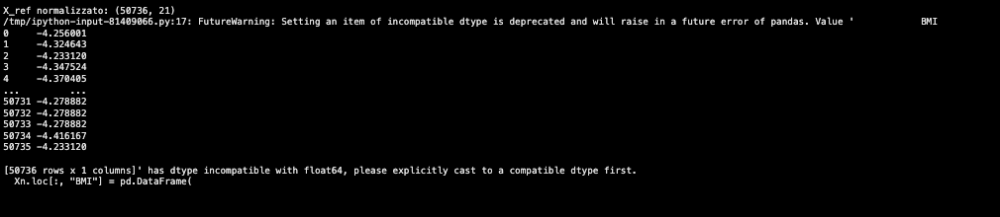 X_ref normalizzato: (50736, 21)
/tmp/ipython-input-81409066.py:17: FutureWarning: Setting an item of incompatible dtype is deprecated and will raise in a future error of pandas. Value '            BMI
0     -4.256001
1     -4.324643
2     -4.233120
3     -4.347524
4     -4.370405
...         ...
50731 -4.278882
50732 -4.278882
50733 -4.278882
50734 -4.416167
50735 -4.233120
[50736 rows x 1 columns]' has dtype incompatible with float64, please explicitly cast to a compatible dtype first.
  Xn.loc[:, "BMI"] = pd.DataFrame(